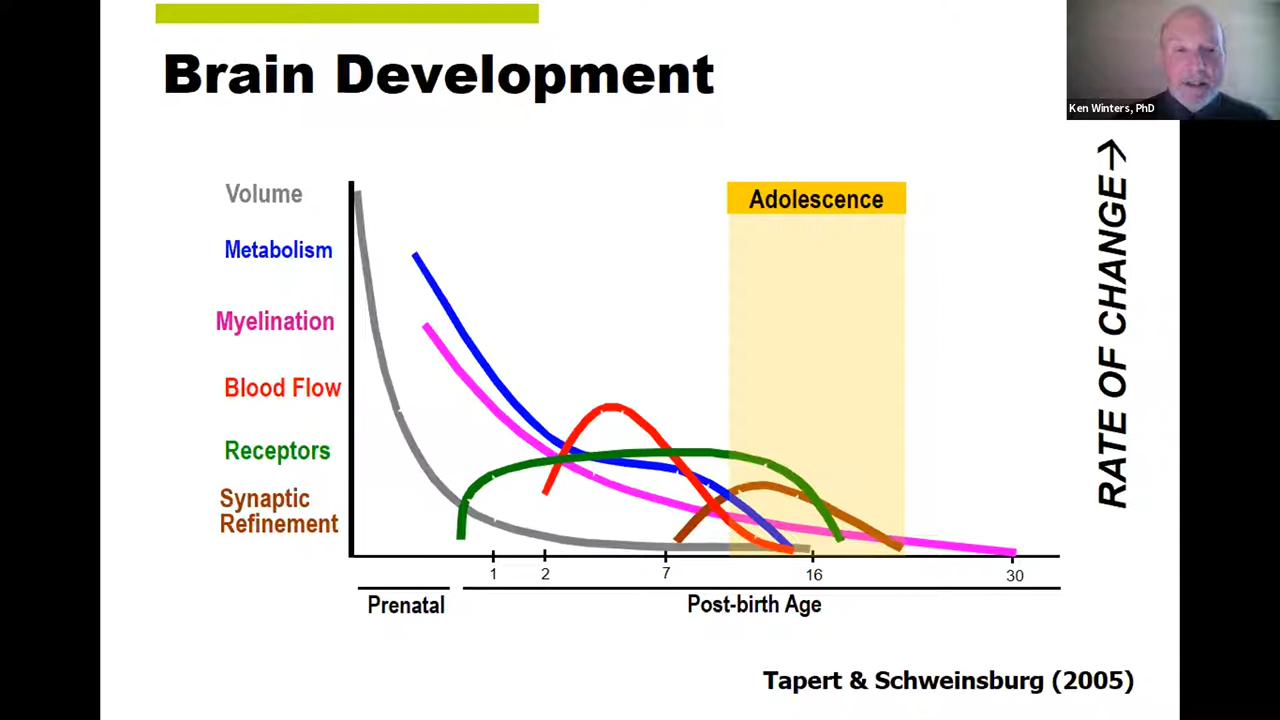 Brain Development
Ken Winters, PhD
RATE OF CHANGE→
Volume
Adolescence
Metabolism
Myelination
Blood Flow
Receptors
Synaptic
Refinement
1 2 7 16 30
Prenatal Post-birth Age
Tapert & Schweinsburg (2005)